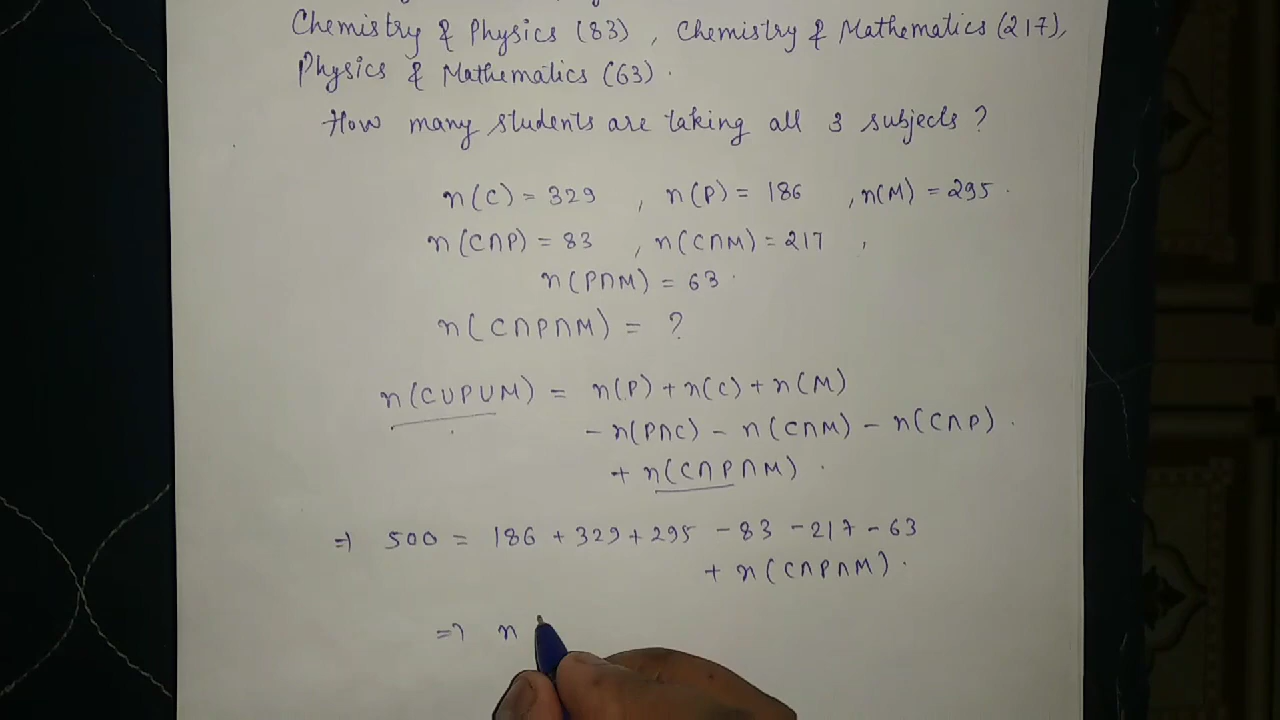 Chemistry & Physics (83) , Chemistry & Mathematics (217),
Physics & Mathematics (63).
How many students are taking all 3 subjects ?
n(C) = 329 , n(P) = 186 , n(M) = 295.
n(C∩P) = 83 , n(C∩M) = 217 ,
n(P∩M) = 63.
n(C∩P∩M) = ?
n(CUPUM) = n(P) + n(C) + n(M)
- n(P∩C) - n(C∩M) - n(C∩P).
+ n(C∩P∩M).
⇒ 500 = 186 + 329 + 295 - 83 - 217 - 63
+ n(C∩P∩M).
⇒ n